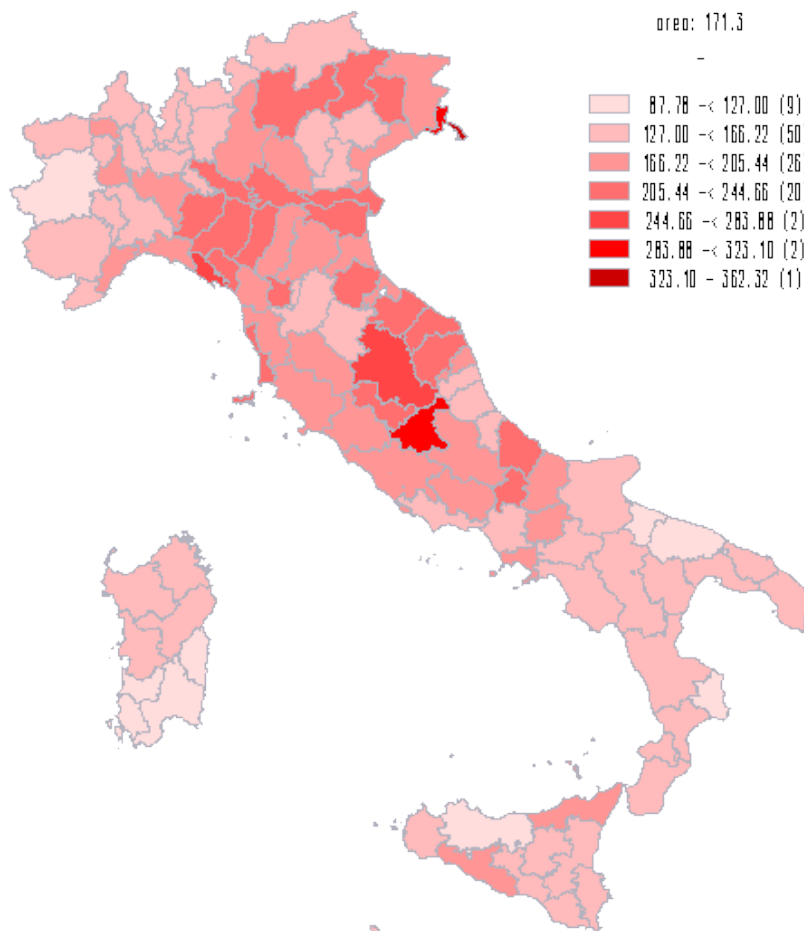 area: 171.3
-
87.78 -< 127.00 (9)
127.00 -< 166.22 (50
166.22 -< 205.44 (26
205.44 -< 244.66 (20
244.66 -< 283.88 (2)
283.88 -< 323.10 (2)
323.10 - 362.32 (1)